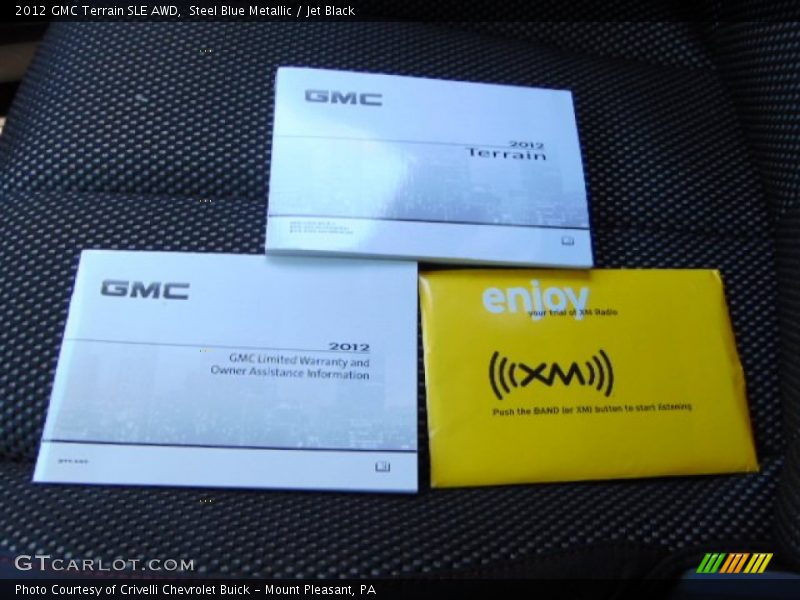 2012 GMC Terrain SLE AWD,  Steel Blue Metallic / Jet Black
GMC
2012
Terrain
GMC
2012
GMC Limited Warranty and
Owner Assistance Information
enjoy
your trial of XM Radio
((XM))
Push the BAND (or XM) button to start listening
GTCARLOT.COM
Photo Courtesy of Crivelli Chevrolet Buick - Mount Pleasant, PA